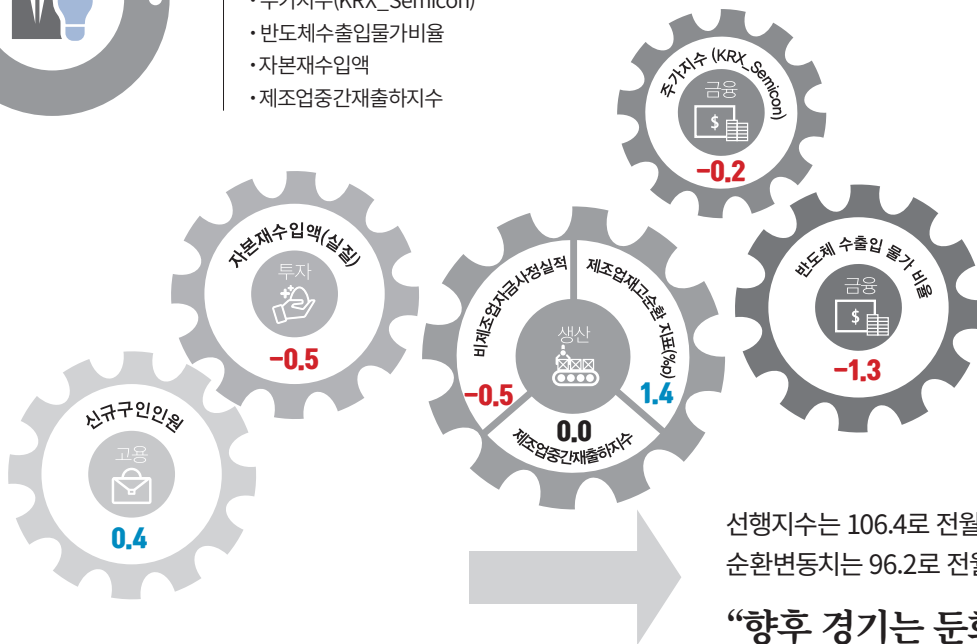 · 반도체수출입물가비율
· 자본재수입액
· 제조업중간재출하지수
주가지수 (KRX_Semicon)
금융
$
-0.2
반도체 수출입 물가 비율
금융
$
-1.3
자본재수입액(실질)
투자
-0.5
비제조업자금사정실적
-0.5
제조업재고순환 지표(%p)
1.4
생산
0.0
제조업중간재출하지수
신규구인인원
고용
0.4
선행지수는 106.4로 전월
순환변동치는 96.2로 전월
“향후 경기는 둔화